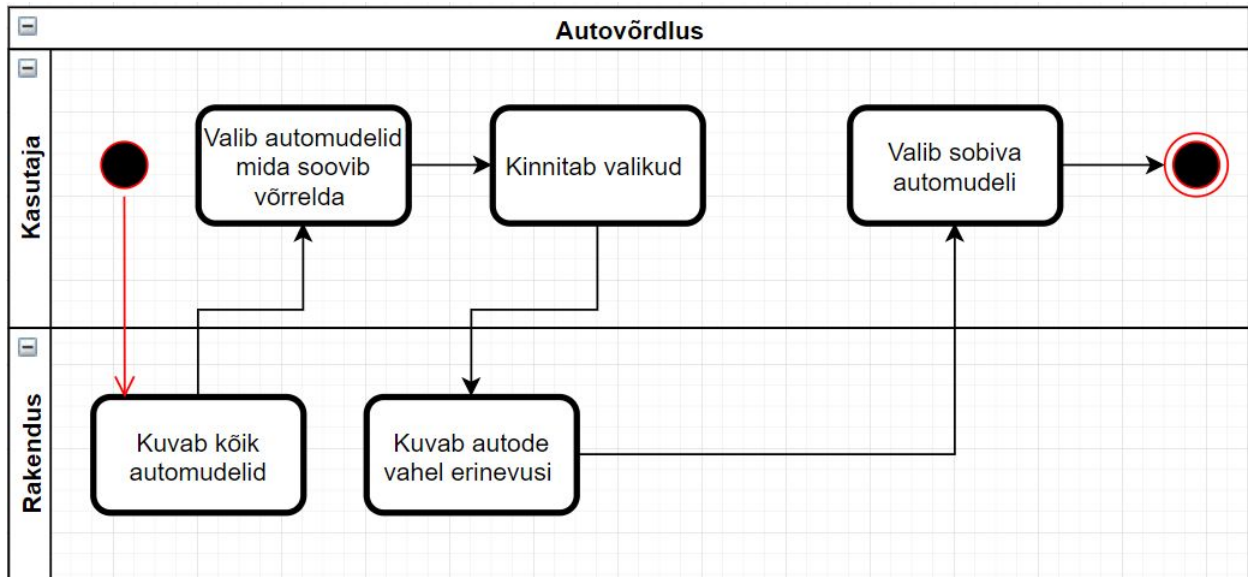 Autovõrdlus
Kasutaja
Valib automudelid
mida soovib
võrrelda
Kinnitab valikud
Valib sobiva
automudeli
Rakendus
Kuvab kõik
automudelid
Kuvab autode
vahel erinevusi